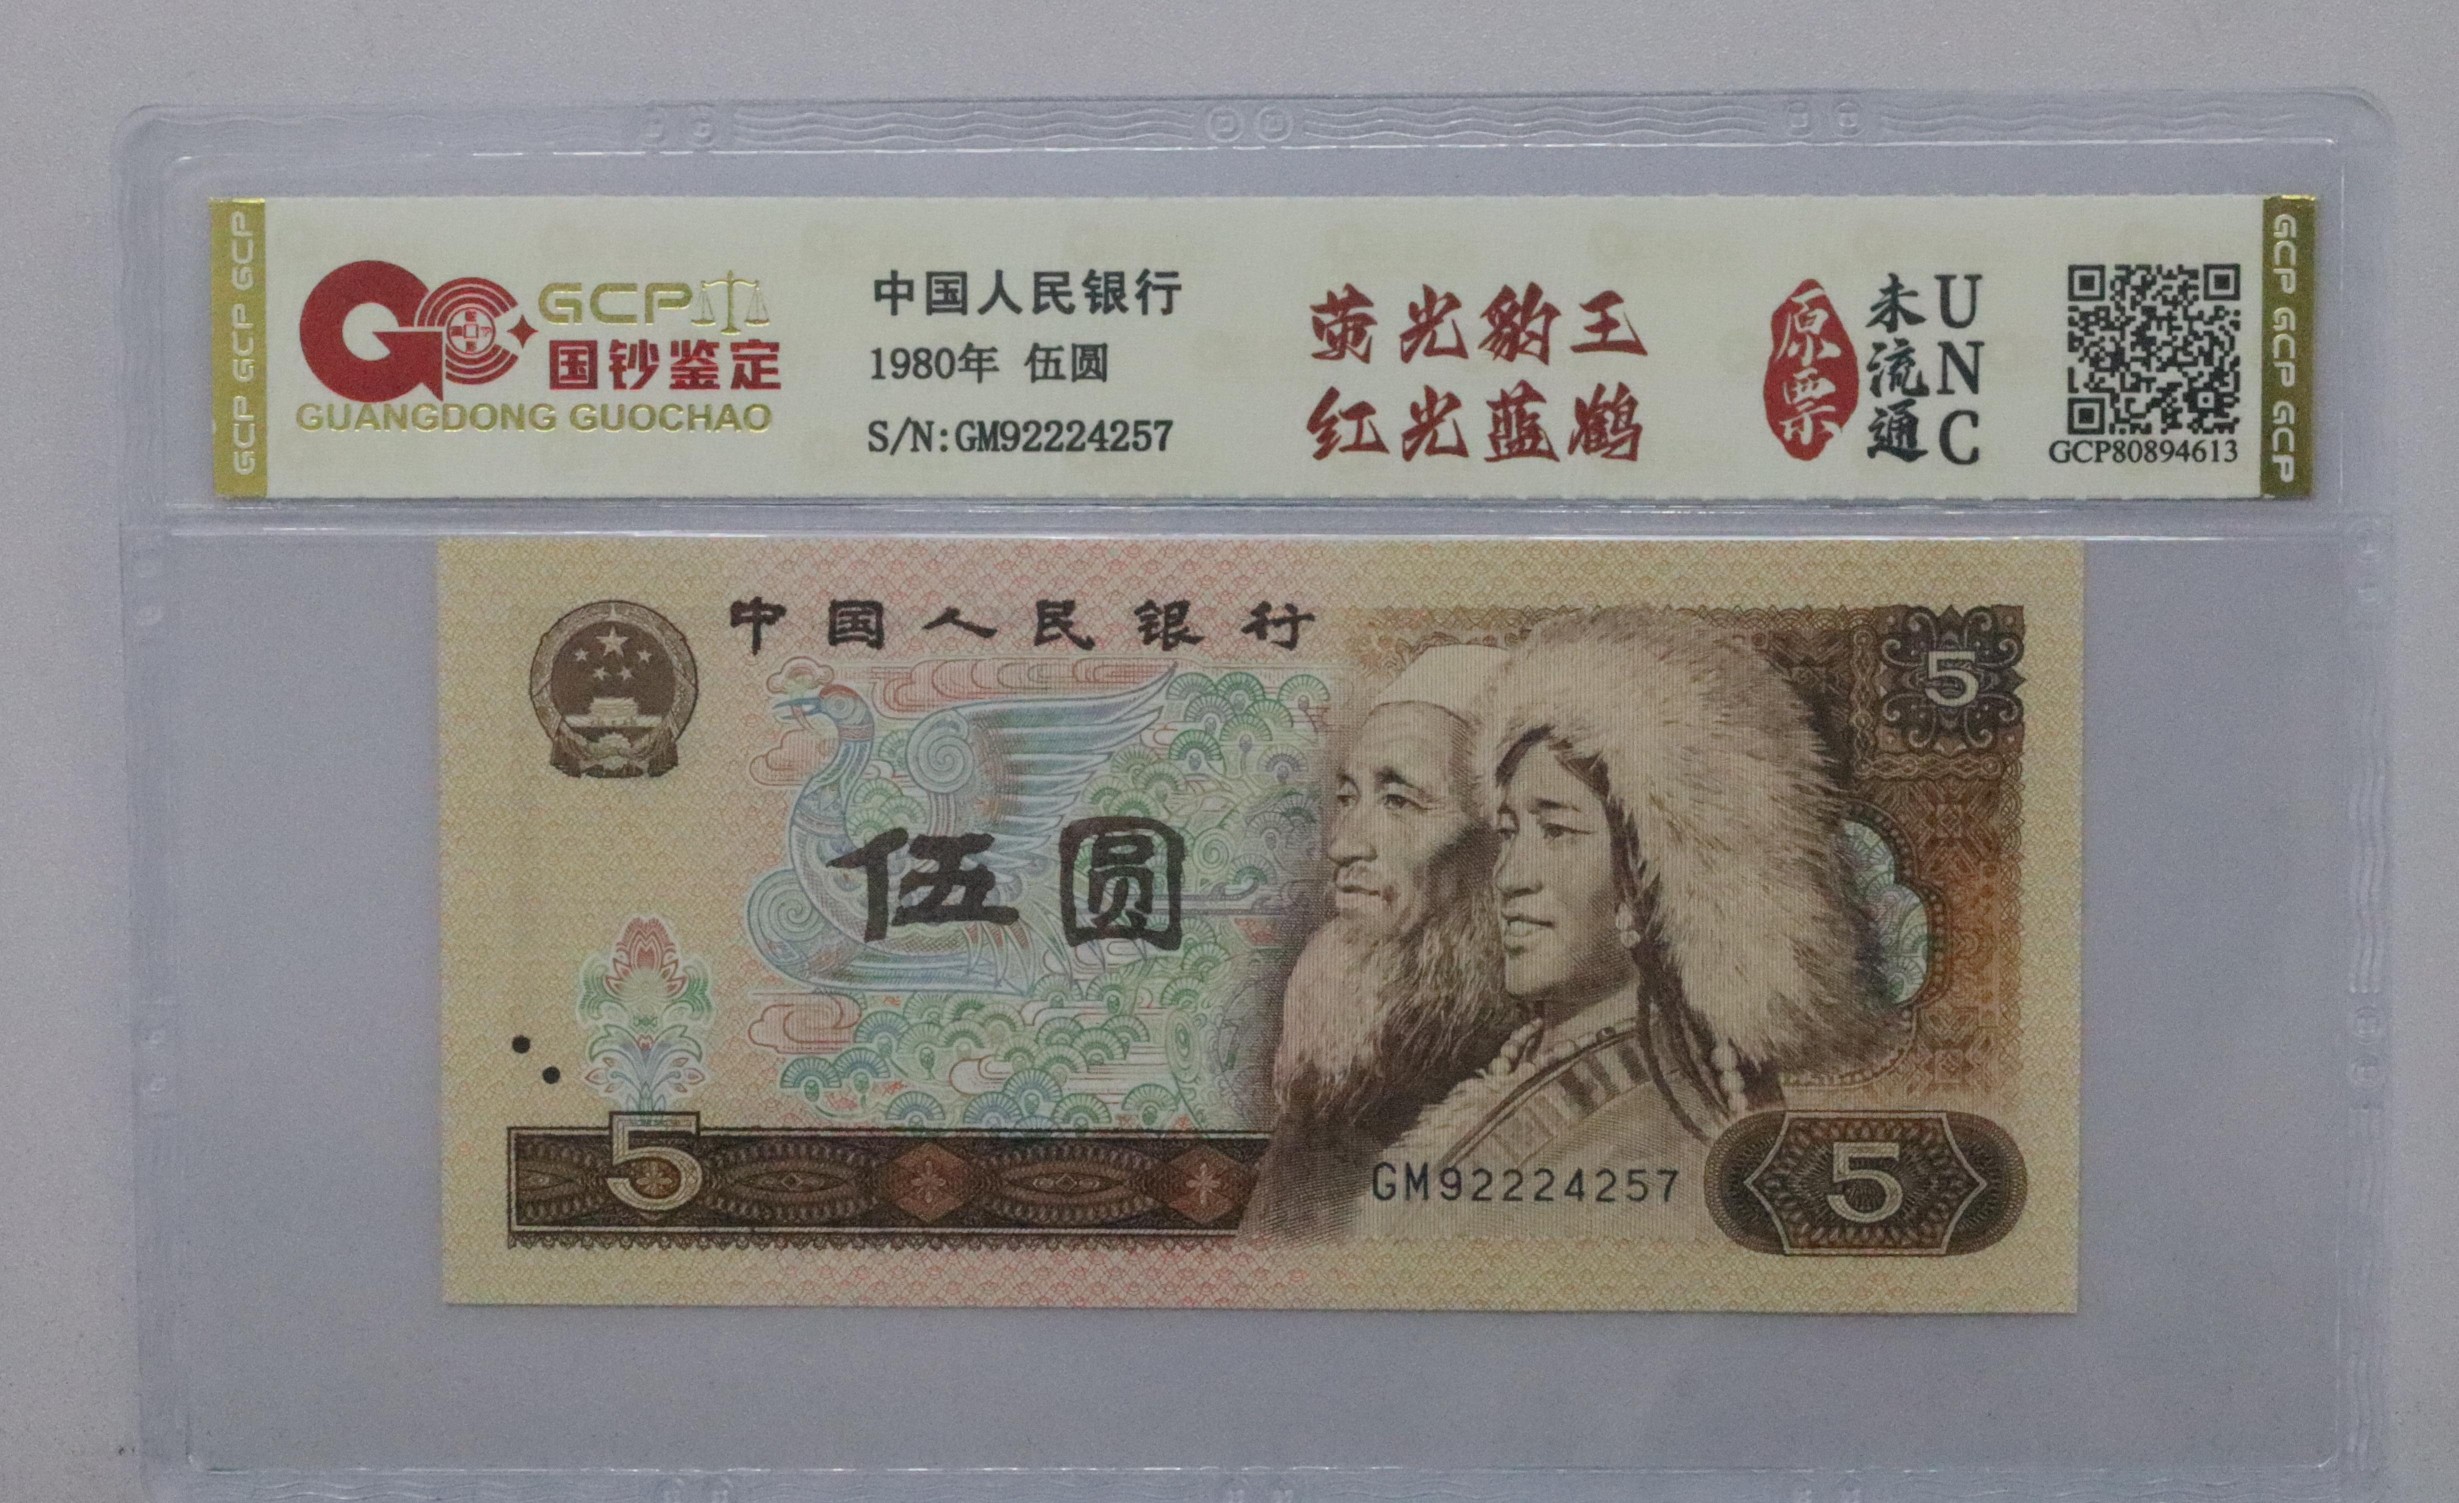 GCP GCP GCP
GCP
国钞鉴定
GUANGDONG GUOCHAO
中国人民银行
1980年 伍圆
S/N:GM92224257
荧光豹王
红光蓝鹤
原票
未流通
UNC
GCP80894613
GCP GCP GCP
中国人民银行
5
伍圆
5
GM92224257
5